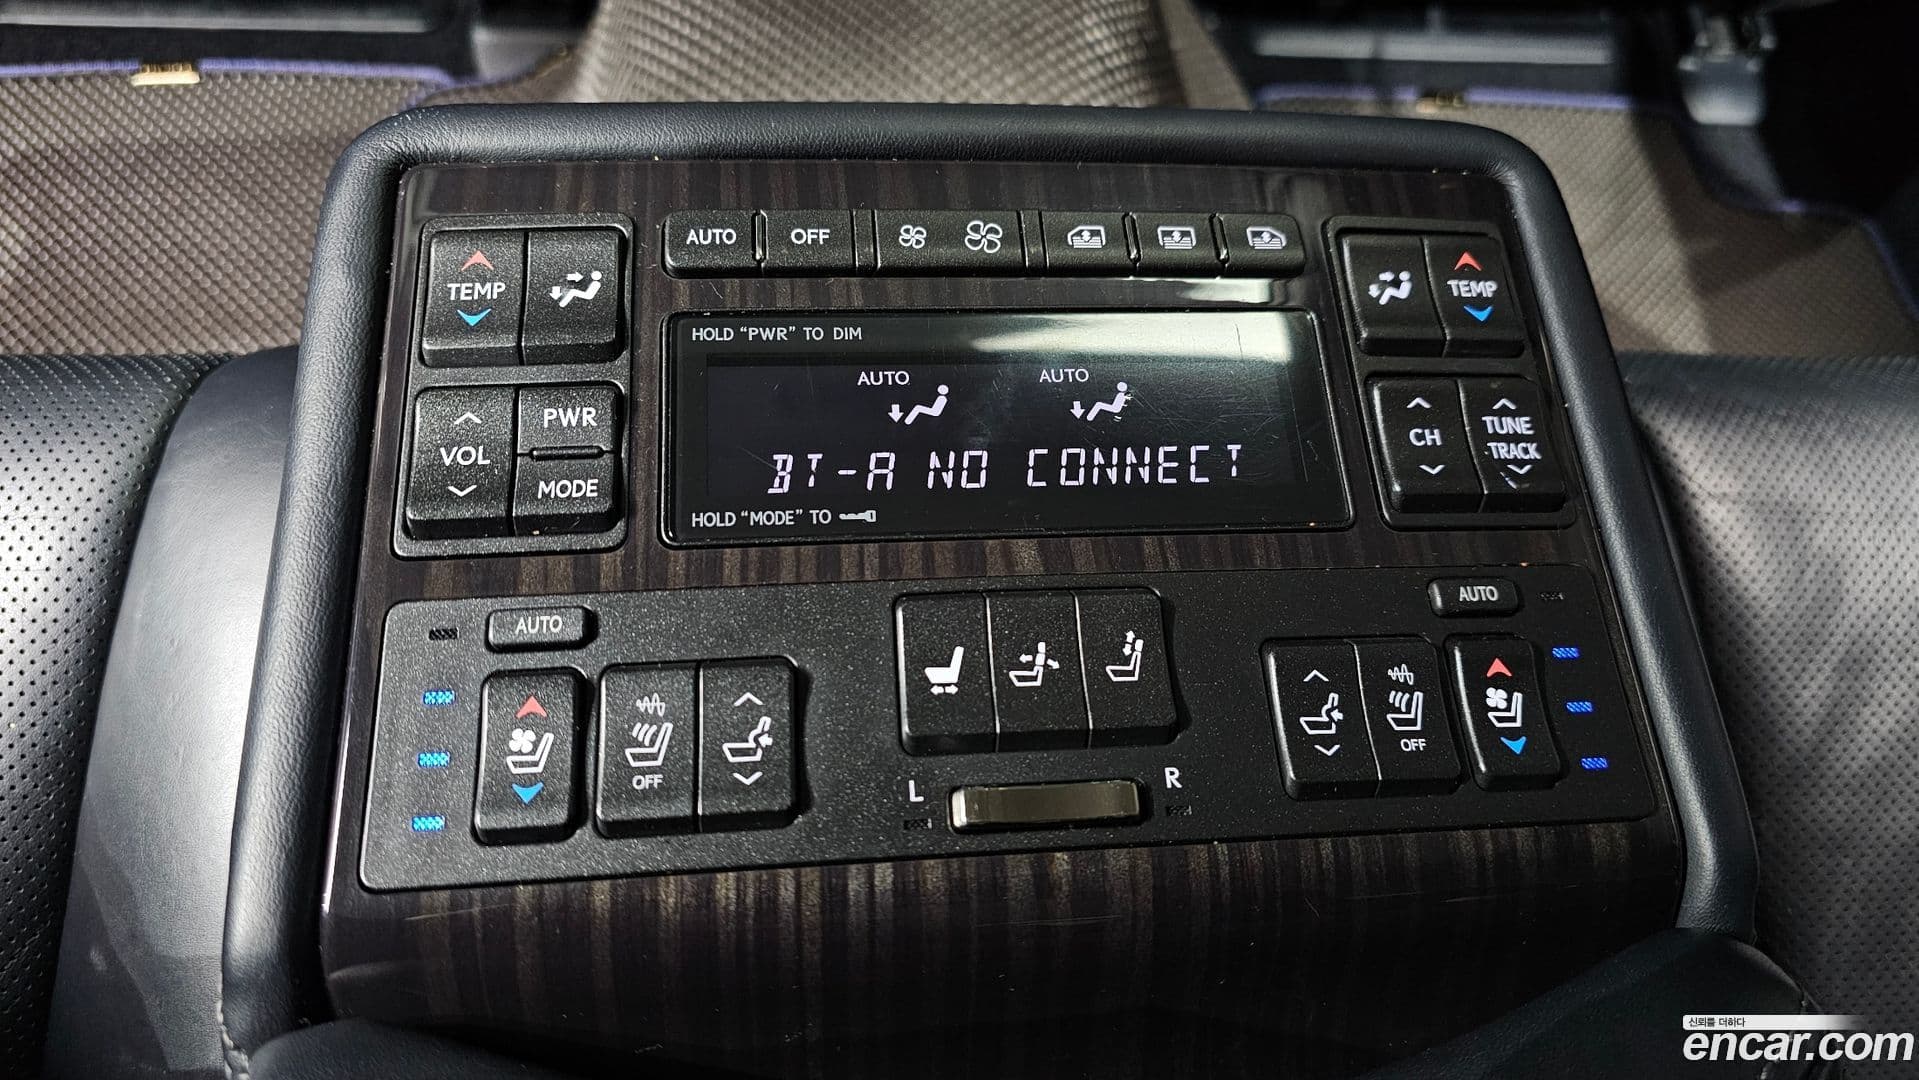 AUTO
OFF
TEMP
TEMP
HOLD “PWR” TO DIM
AUTO
AUTO
PWR
VOL
MODE
BT-A NO CONNECT
CH
TUNE
TRACK
HOLD “MODE” TO
AUTO
AUTO
OFF
OFF
L
R
신뢰를 더하다
encar.com